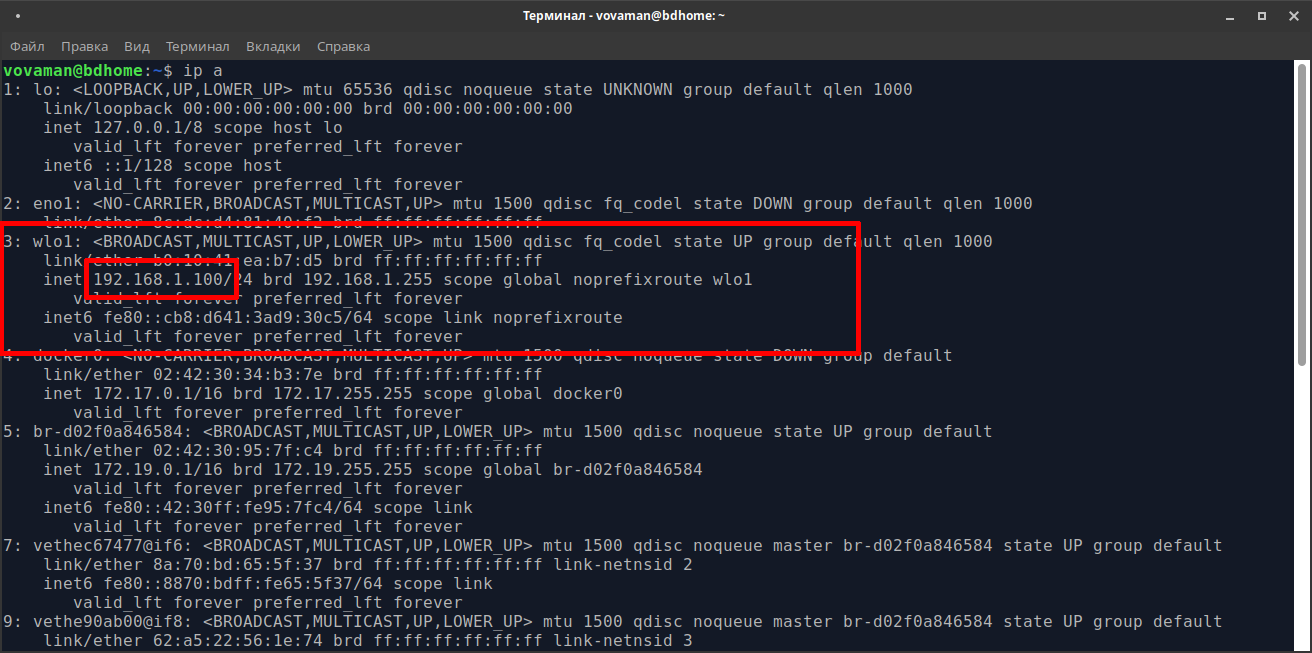 Терминал - vovaman@bdhome: ~
Файл Правка Вид Терминал Вкладки Справка
vovaman@bdhome:~$ ip a
1: lo: <LOOPBACK,UP,LOWER_UP> mtu 65536 qdisc noqueue state UNKNOWN group default qlen 1000
link/loopback 00:00:00:00:00:00 brd 00:00:00:00:00:00
inet 127.0.0.1/8 scope host lo
valid_lft forever preferred_lft forever
inet6 ::1/128 scope host
valid_lft forever preferred_lft forever
2: eno1: <NO-CARRIER,BROADCAST,MULTICAST,UP> mtu 1500 qdisc fq_codel state DOWN group default qlen 1000
link/ether brd ff:ff:ff:ff:ff:ff
3: wlo1: <BROADCAST,MULTICAST,UP,LOWER_UP> mtu 1500 qdisc fq_codel state UP group default qlen 1000
link/ether b0:10:41:ea:b7:d5 brd ff:ff:ff:ff:ff:ff
inet 192.168.1.100/24 brd 192.168.1.255 scope global noprefixroute wlo1
valid_lft forever preferred_lft forever
inet6 fe80::cb8:d641:3ad9:30c5/64 scope link noprefixroute
valid_lft forever preferred_lft forever
4: docker0: <NO-CARRIER,BROADCAST,MULTICAST,UP> mtu 1500 qdisc noqueue state DOWN group default
link/ether 02:42:30:34:b3:7e brd ff:ff:ff:ff:ff:ff
inet 172.17.0.1/16 brd 172.17.255.255 scope global docker0
valid_lft forever preferred_lft forever
5: br-d02f0a846584: <BROADCAST,MULTICAST,UP,LOWER_UP> mtu 1500 qdisc noqueue state UP group default
link/ether 02:42:30:95:7f:c4 brd ff:ff:ff:ff:ff:ff
inet 172.19.0.1/16 brd 172.19.255.255 scope global br-d02f0a846584
valid_lft forever preferred_lft forever
inet6 fe80::42:30ff:fe95:7fc4/64 scope link
valid_lft forever preferred_lft forever
7: vethec67477@if6: <BROADCAST,MULTICAST,UP,LOWER_UP> mtu 1500 qdisc noqueue master br-d02f0a846584 state UP group default
link/ether 8a:70:bd:65:5f:37 brd ff:ff:ff:ff:ff:ff link-netnsid 2
inet6 fe80::8870:bdff:fe65:5f37/64 scope link
valid_lft forever preferred_lft forever
9: vethe90ab00@if8: <BROADCAST,MULTICAST,UP,LOWER_UP> mtu 1500 qdisc noqueue master br-d02f0a846584 state UP group default
link/ether 62:a5:22:56:1e:74 brd ff:ff:ff:ff:ff:ff link-netnsid 3